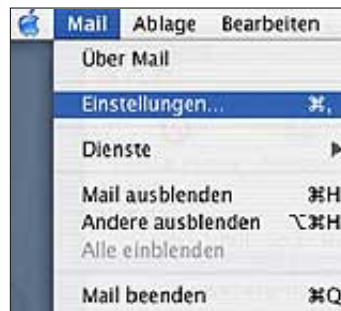 Mail Ablage Bearbeiten
Über Mail
Einstellungen... ⌘,
Dienste
Mail ausblenden ⌘H
Andere ausblenden ⌥⌘H
Alle einblenden
Mail beenden ⌘Q